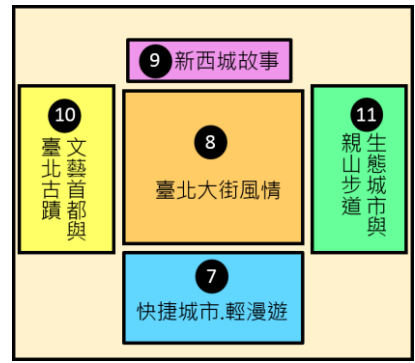 9 新西城故事
10
文藝首都與
臺北古蹟
8
臺北大街風情
11
生態城市與
親山步道
7
快捷城市.輕漫遊